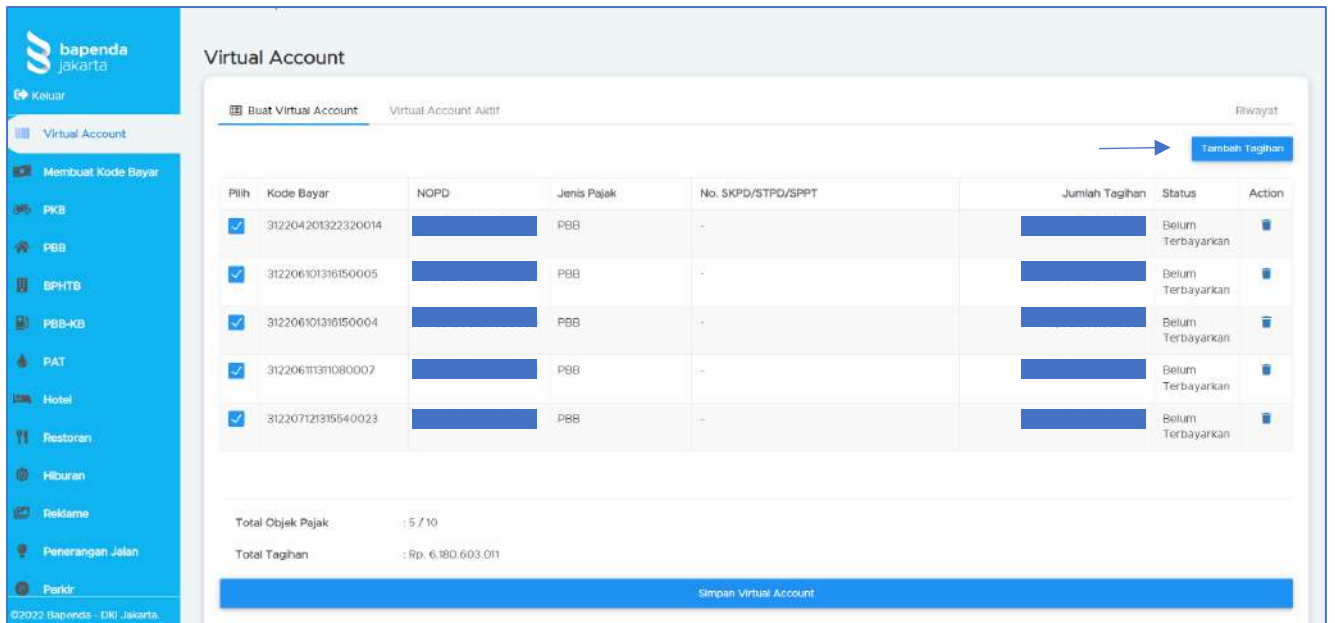 bapenda
jakarta
Keluar
Virtual Account
Membuat Kode Bayar
PKB
PBB
BPHTB
PBB-KB
PAT
Hotel
Restoran
Hiburan
Reklame
Penerangan Jalan
Parkir
©2022 Bapenda - DKI Jakarta.
Virtual Account
Buat Virtual Account Virtual Account Aktif Riwayat
Tambah Tagihan
Pilih Kode Bayar NOPD Jenis Pajak No. SKPD/STPD/SPPT Jumlah Tagihan Status Action
312204201322320014 PBB - Belum
Terbayarkan
312206101316150005 PBB - Belum
Terbayarkan
312206101316150004 PBB - Belum
Terbayarkan
312206111311080007 PBB - Belum
Terbayarkan
312207121315540023 PBB - Belum
Terbayarkan
Total Objek Pajak : 5 / 10
Total Tagihan : Rp. 6.180.603.011
Simpan Virtual Account